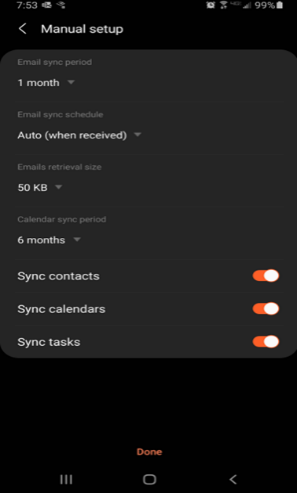 7:53
99%
Manual setup
Email sync period
1 month
Email sync schedule
Auto (when received)
Emails retrieval size
50 KB
Calendar sync period
6 months
Sync contacts
Sync calendars
Sync tasks
Done